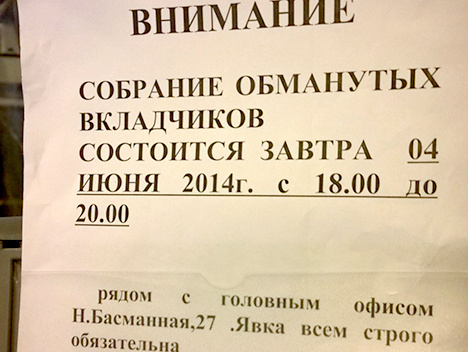 ВНИМАНИЕ
СОБРАНИЕ ОБМАНУТЫХ
ВКЛАДЧИКОВ
СОСТОИТСЯ ЗАВТРА 04
ИЮНЯ 2014г. с 18.00 до
20.00
рядом с головным офисом
Н.Басманная,27 .Явка всем строго
обязательна